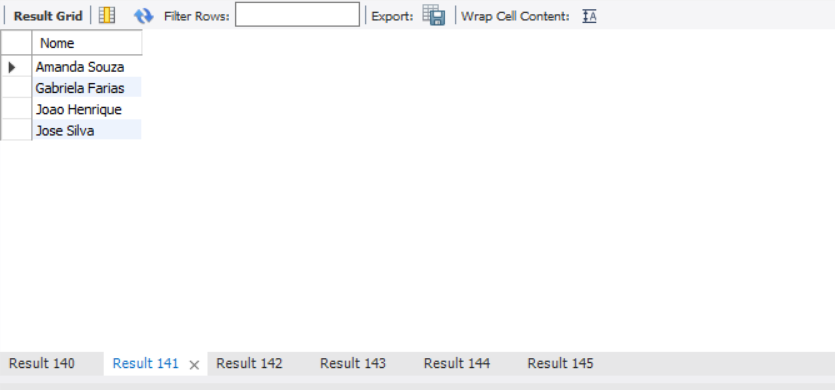 Result Grid Filter Rows: Export: Wrap Cell Content: IA
Nome
Amanda Souza
Gabriela Farias
Joao Henrique
Jose Silva
Result 140 Result 141 × Result 142 Result 143 Result 144 Result 145